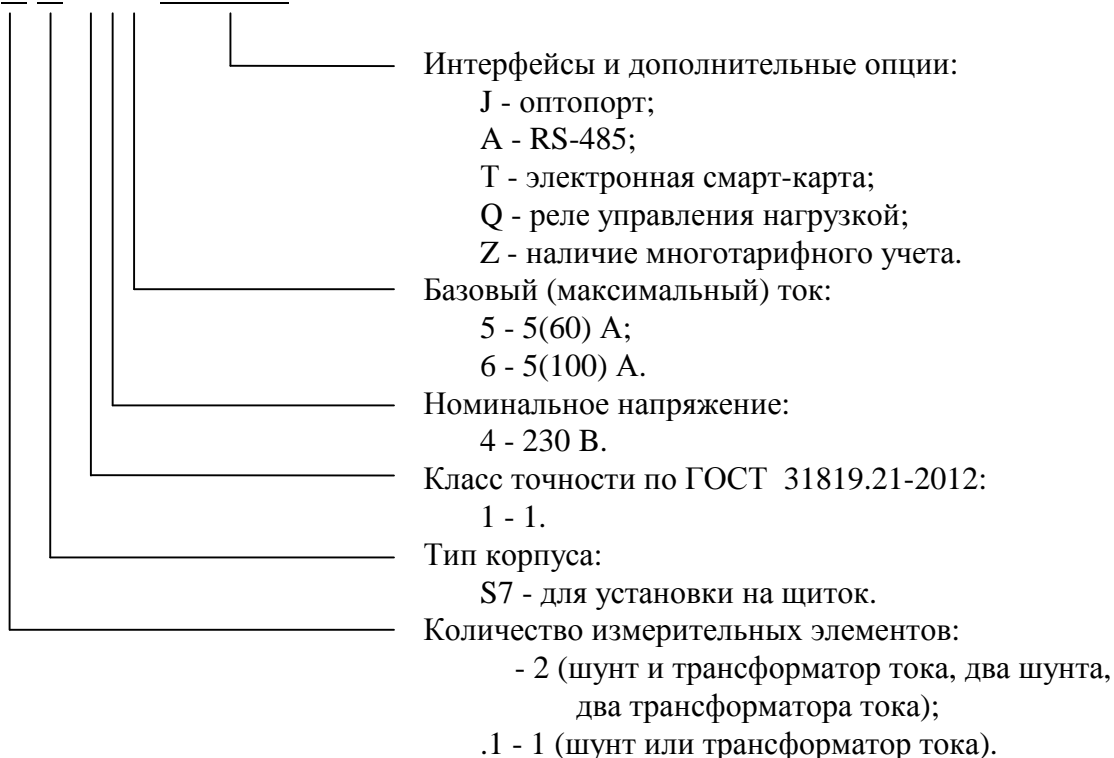 Интерфейсы и дополнительные опции:
J - оптопорт;
A - RS-485;
T - электронная смарт-карта;
Q - реле управления нагрузкой;
Z - наличие многотарифного учета.
Базовый (максимальный) ток:
5 - 5(60) А;
6 - 5(100) А.
Номинальное напряжение:
4 - 230 В.
Класс точности по ГОСТ 31819.21-2012:
1 - 1.
Тип корпуса:
S7 - для установки на щиток.
Количество измерительных элементов:
- 2 (шунт и трансформатор тока, два шунта,
два трансформатора тока);
.1 - 1 (шунт или трансформатор тока).